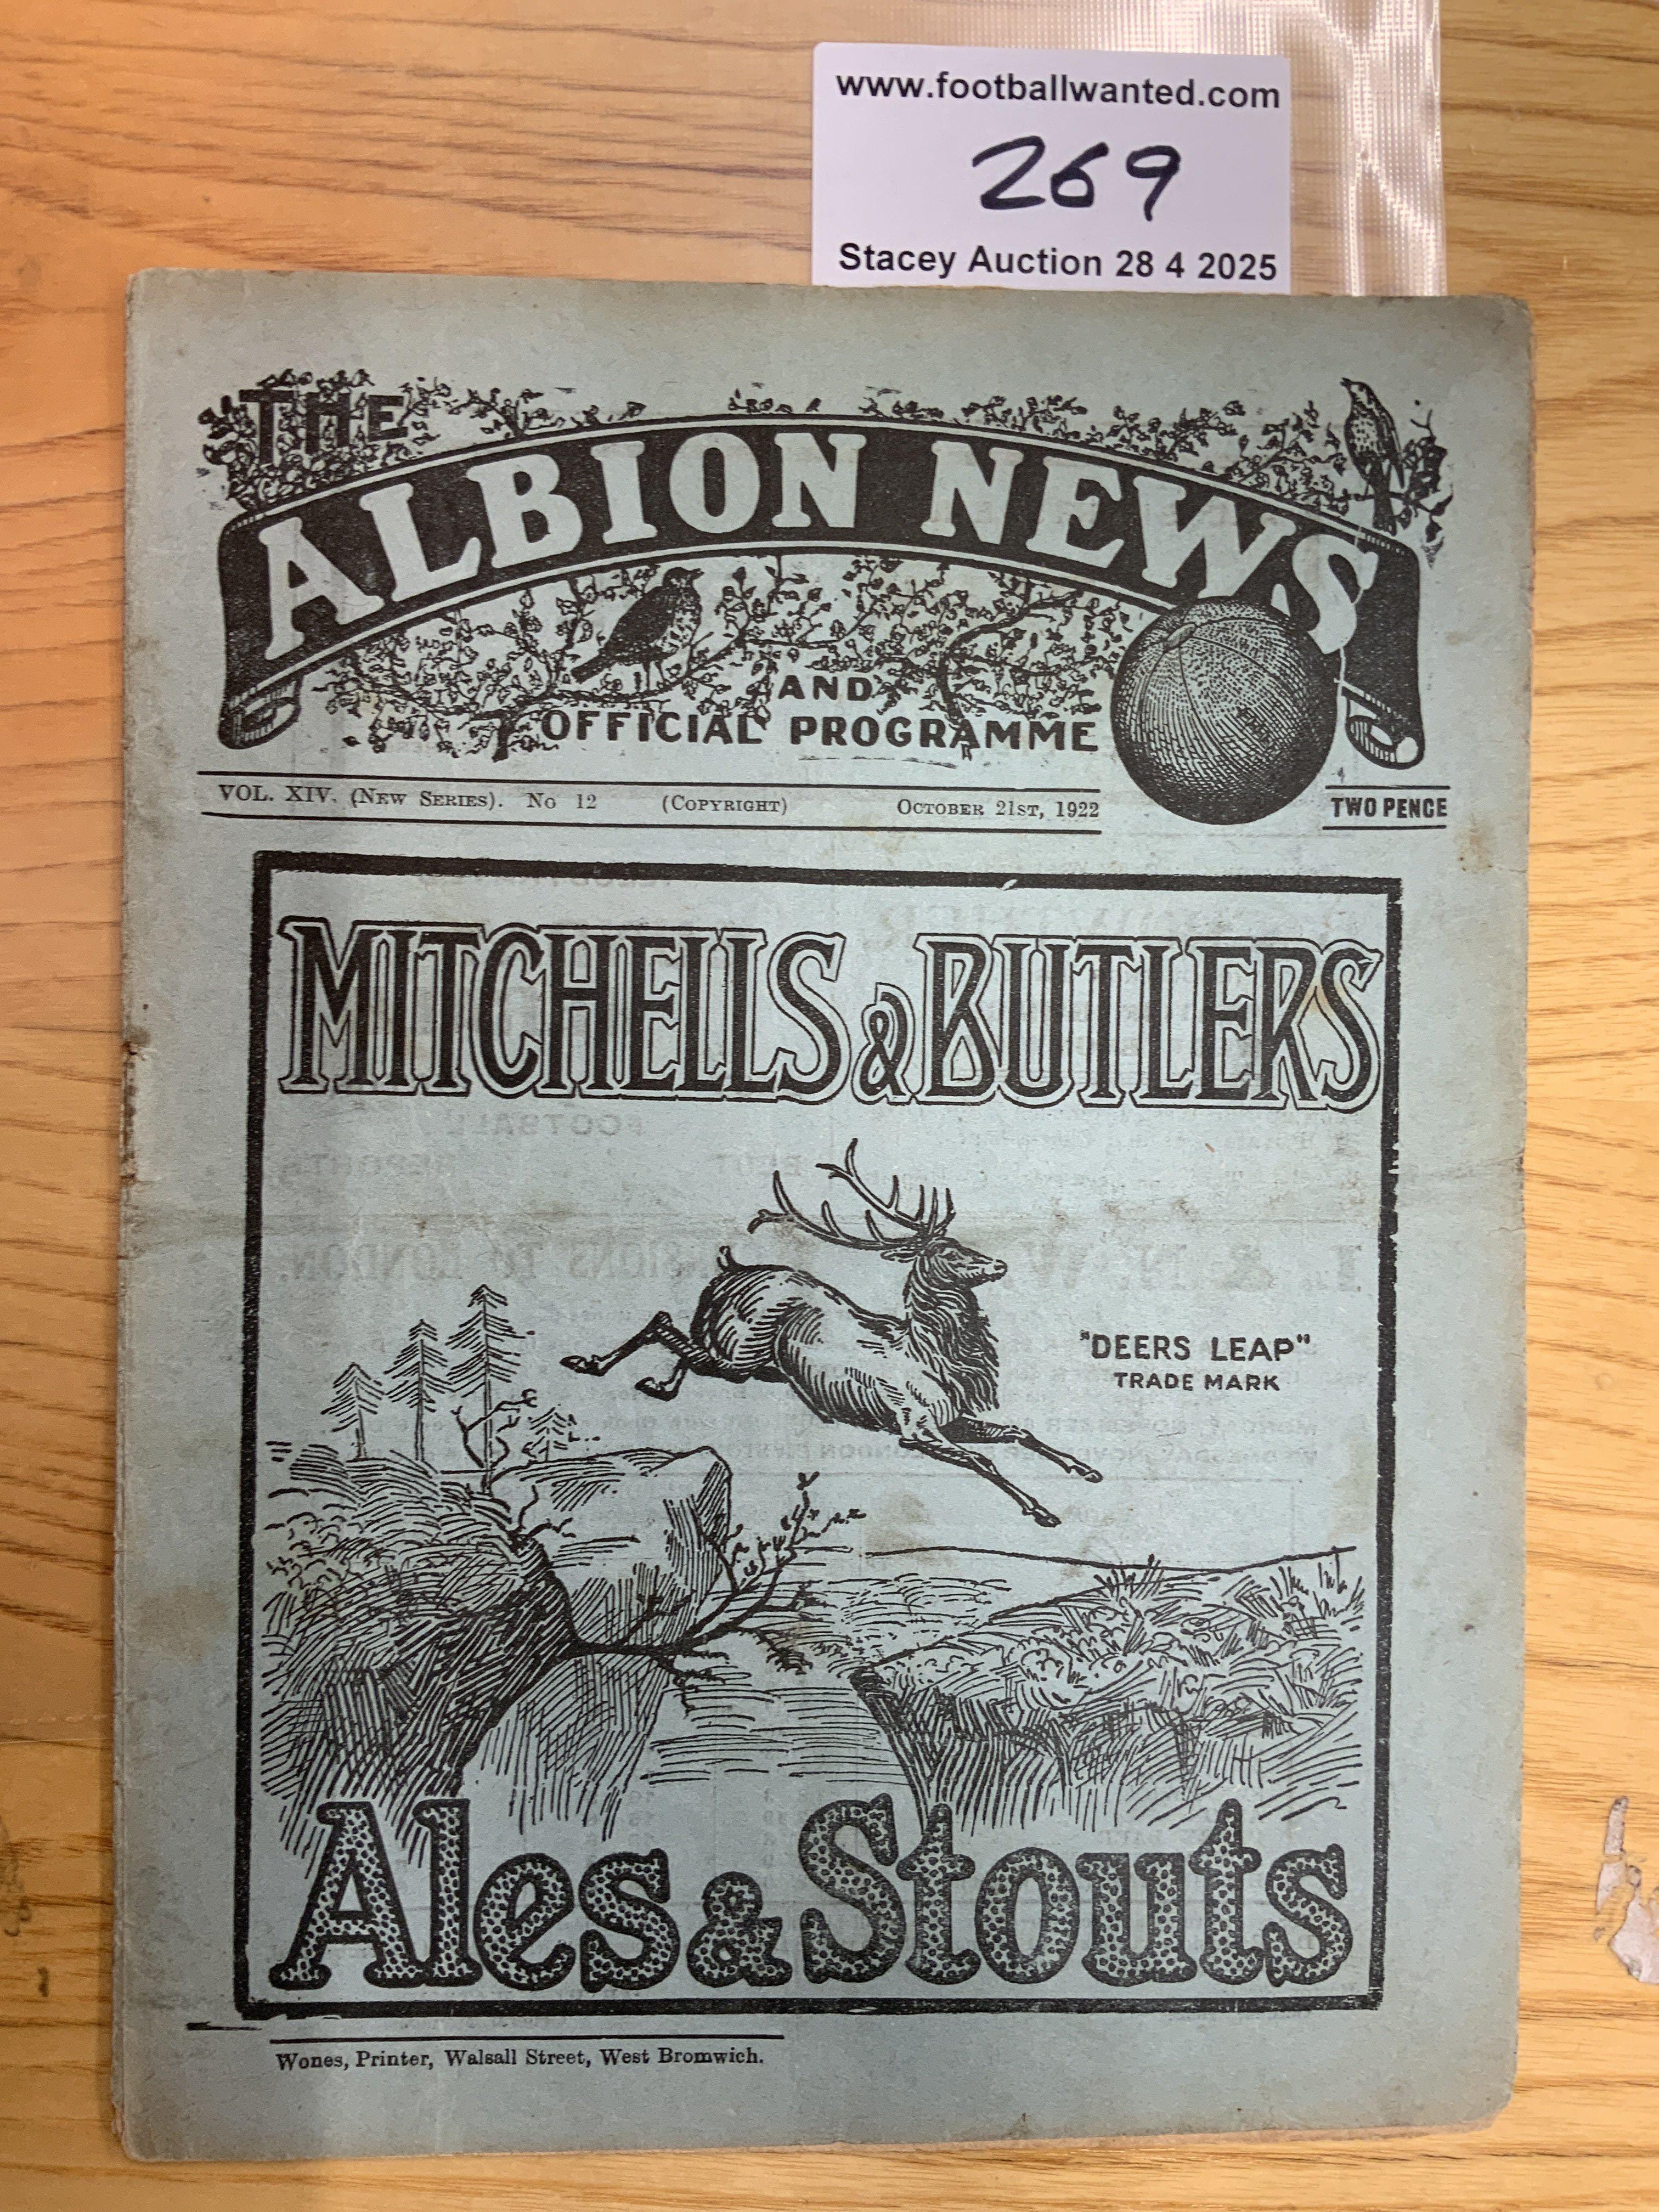 www.footballwanted.com
269
Stacey Auction 28 4 2025
THE
ALBION NEWS
AND
OFFICIAL PROGRAMME
VOL. XIV. (NEW SERIES). No 12 (COPYRIGHT) OCTOBER 21ST, 1922
TWO PENCE
MITCHELLS & BUTLERS
"DEERS LEAP"
TRADE MARK
Ales & Stouts
Wones, Printer, Walsall Street, West Bromwich.